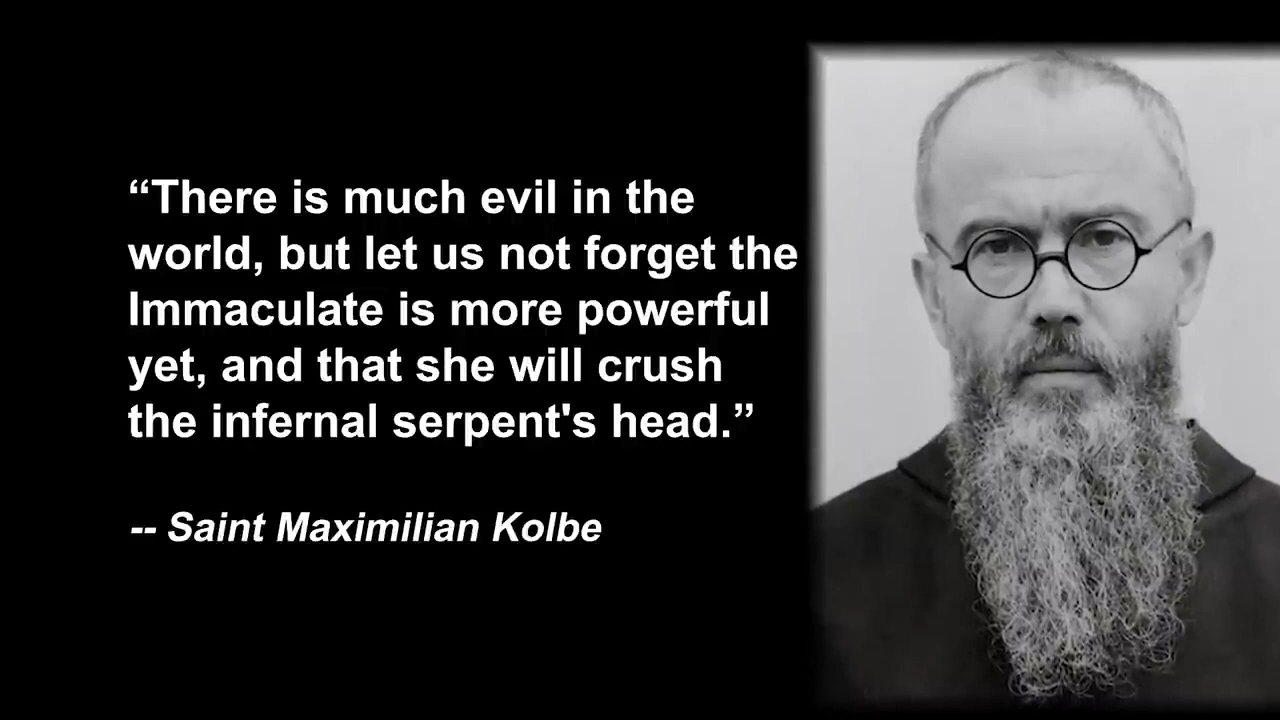 “There is much evil in the
world, but let us not forget the
Immaculate is more powerful
yet, and that she will crush
the infernal serpent's head.”
-- Saint Maximilian Kolbe